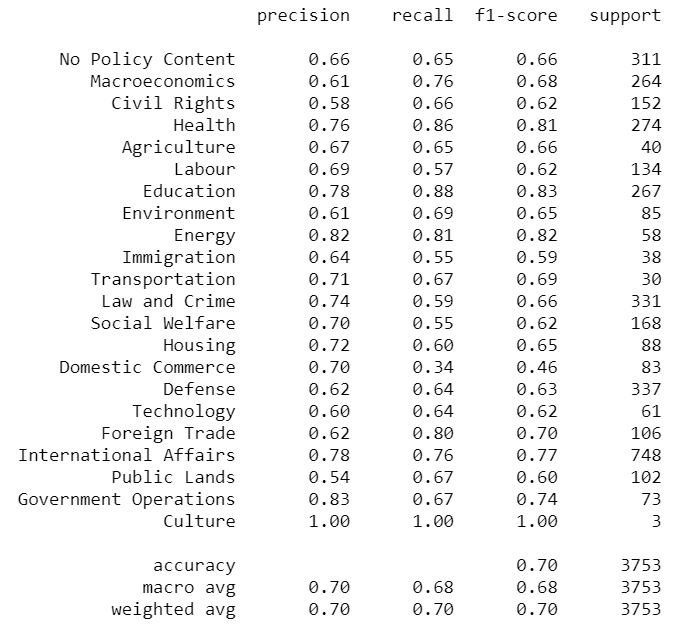 precision recall f1-score support
No Policy Content 0.66 0.65 0.66 311
Macroeconomics 0.61 0.76 0.68 264
Civil Rights 0.58 0.66 0.62 152
Health 0.76 0.86 0.81 274
Agriculture 0.67 0.65 0.66 40
Labour 0.69 0.57 0.62 134
Education 0.78 0.88 0.83 267
Environment 0.61 0.69 0.65 85
Energy 0.82 0.81 0.82 58
Immigration 0.64 0.55 0.59 38
Transportation 0.71 0.67 0.69 30
Law and Crime 0.74 0.59 0.66 331
Social Welfare 0.70 0.55 0.62 168
Housing 0.72 0.60 0.65 88
Domestic Commerce 0.70 0.34 0.46 83
Defense 0.62 0.64 0.63 337
Technology 0.60 0.64 0.62 61
Foreign Trade 0.62 0.80 0.70 106
International Affairs 0.78 0.76 0.77 748
Public Lands 0.54 0.67 0.60 102
Government Operations 0.83 0.67 0.74 73
Culture 1.00 1.00 1.00 3
accuracy 0.70 3753
macro avg 0.70 0.68 0.68 3753
weighted avg 0.70 0.70 0.70 3753